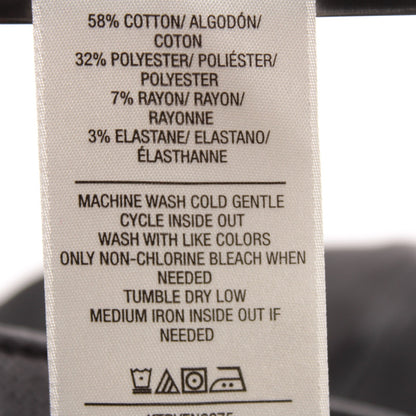 58% COTTON/ ALGODÓN/
COTON
32% POLYESTER/ POLIÉSTER/
POLYESTER
7% RAYON/ RAYON/
RAYONNE
3% ELASTANE/ ELASTANO/
ÉLASTHANNE
MACHINE WASH COLD GENTLE
CYCLE INSIDE OUT
WASH WITH LIKE COLORS
ONLY NON-CHLORINE BLEACH WHEN
NEEDED
TUMBLE DRY LOW
MEDIUM IRON INSIDE OUT IF
NEEDED